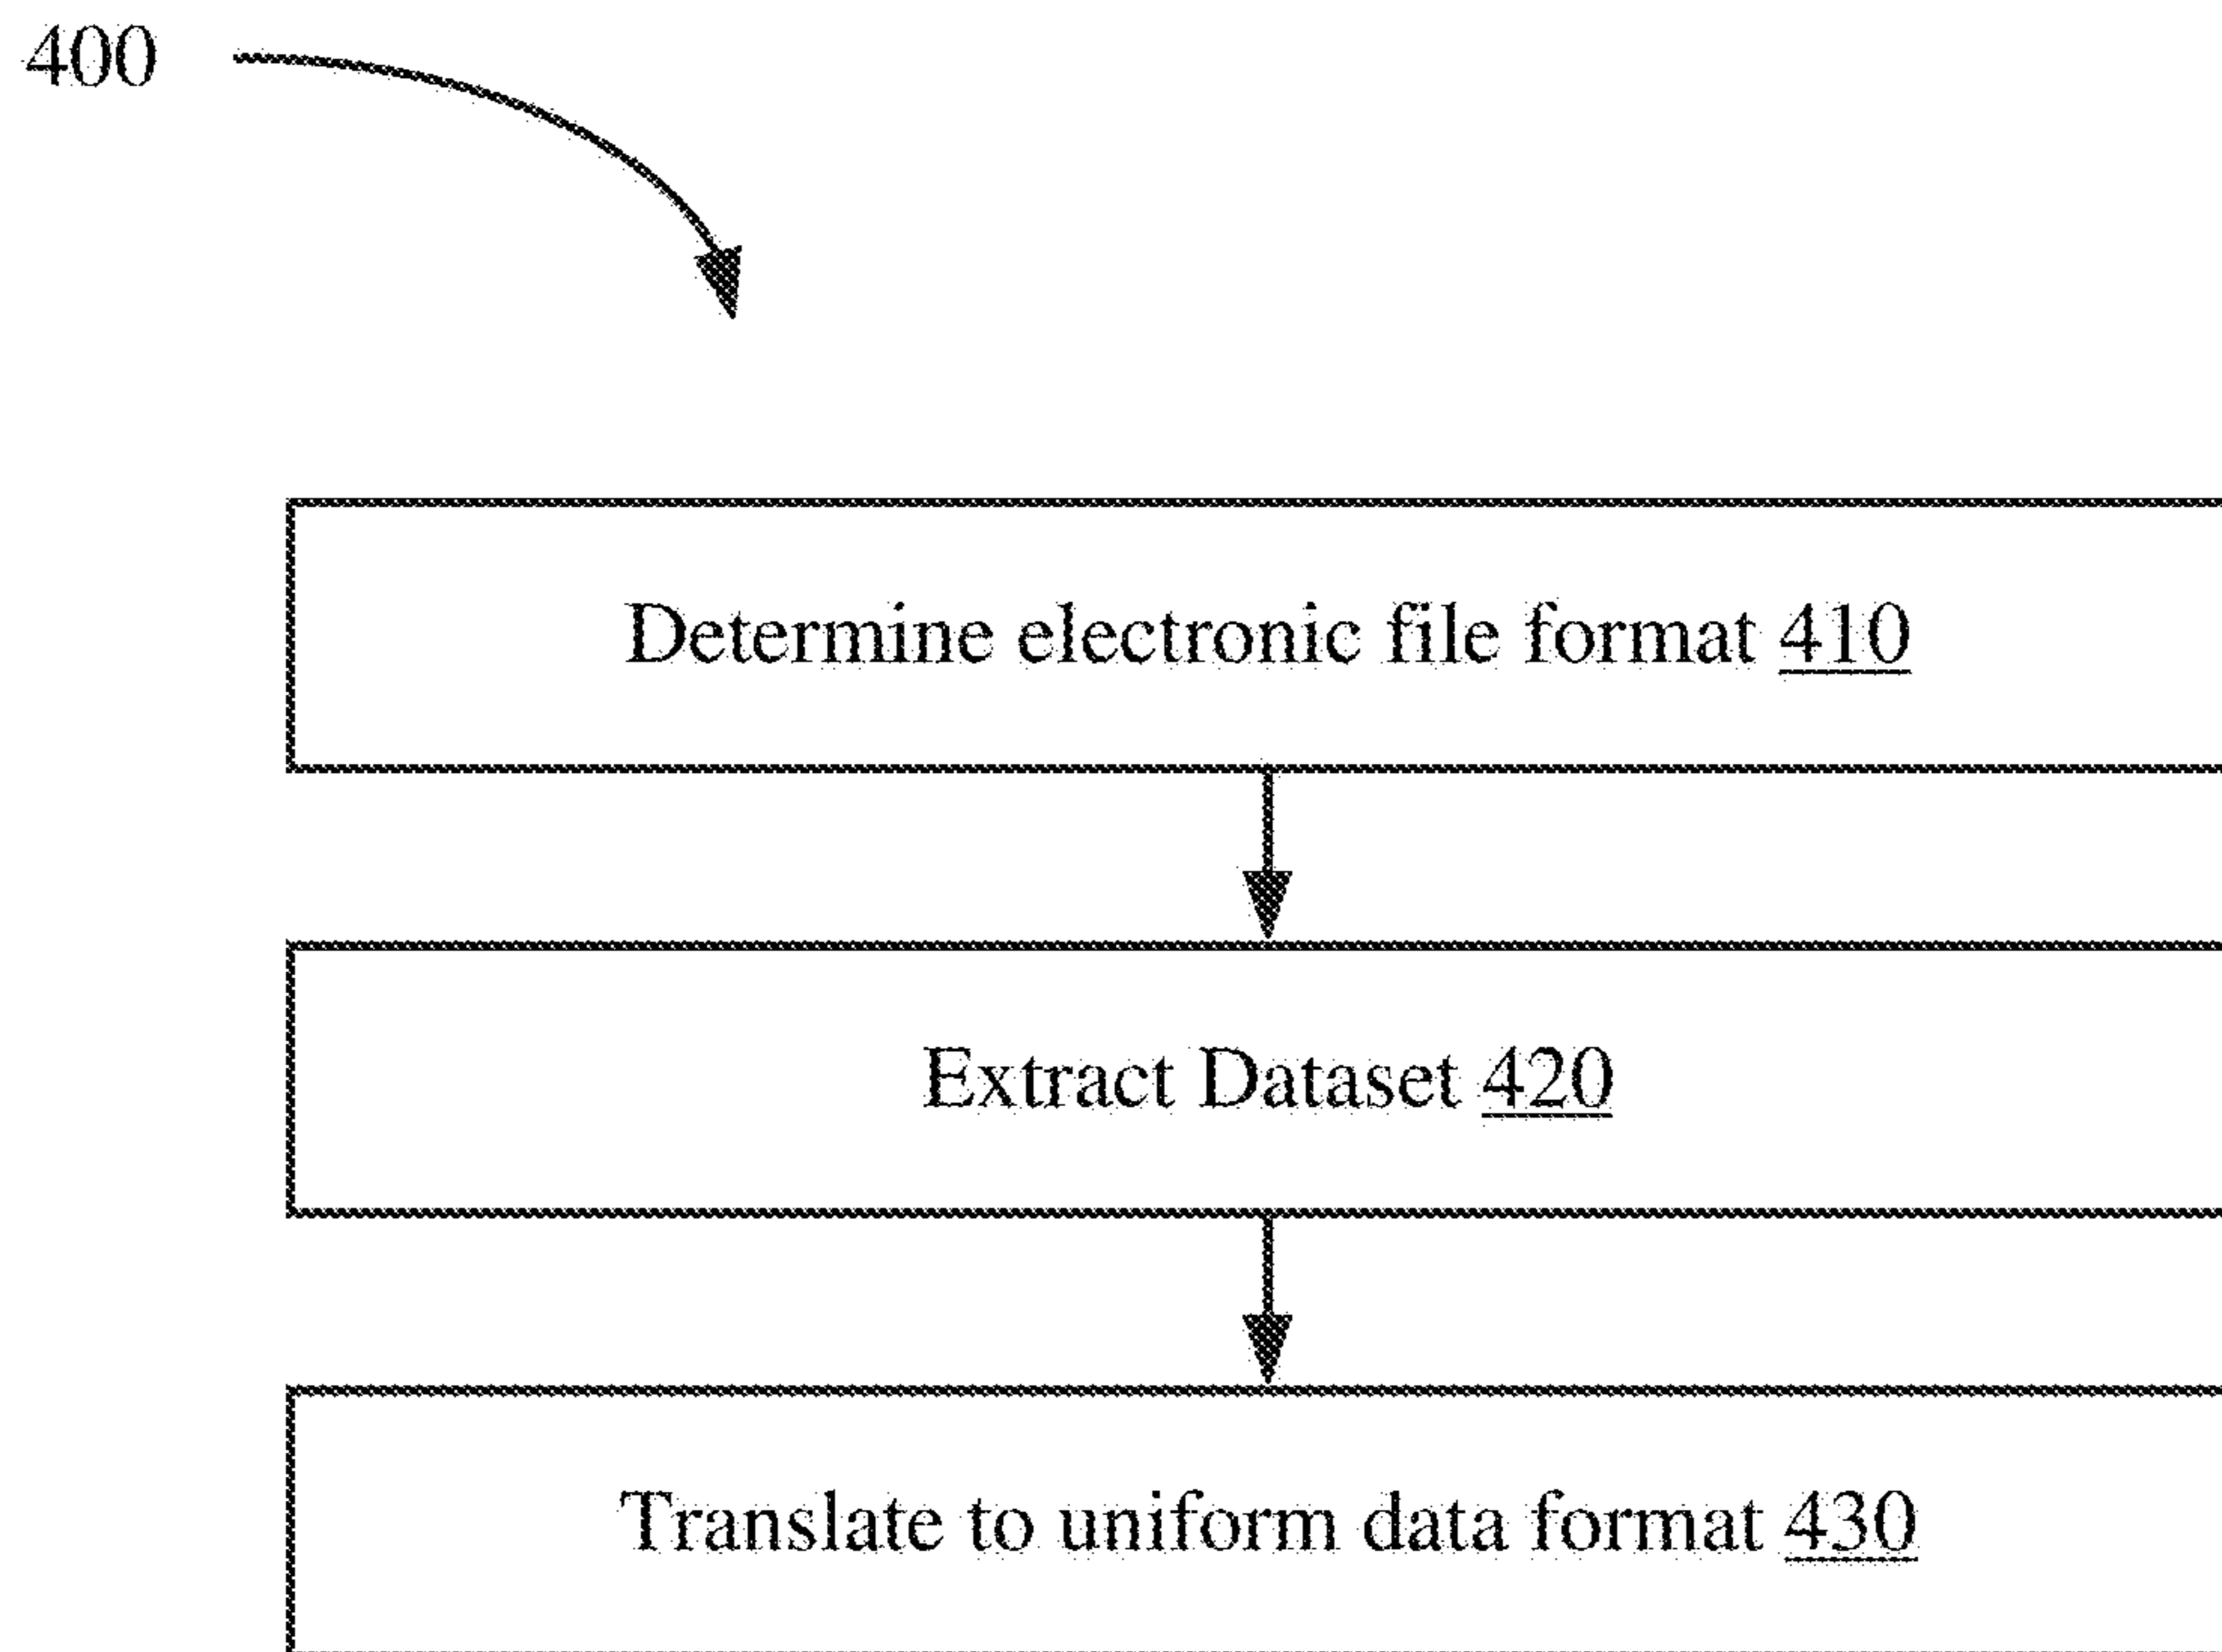 400
Determine electronic file format 410
Extract Dataset 420
Translate to uniform data format 430